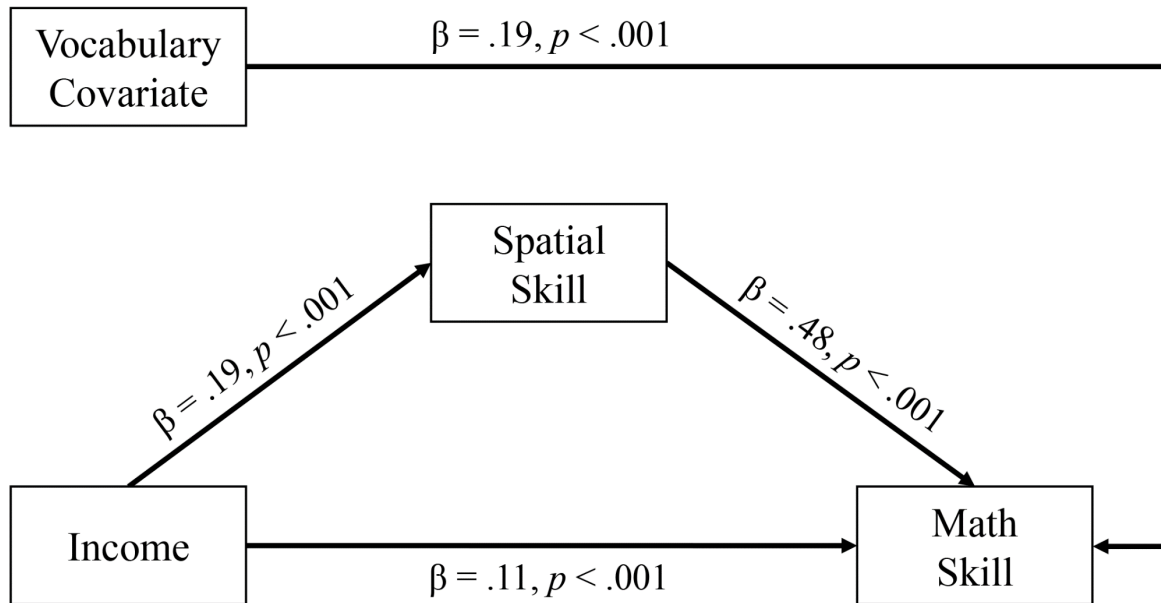 Vocabulary
Covariate
β = .19, p < .001
Spatial
Skill
β = .19, p < .001
β = .48, p < .001
Income
β = .11, p < .001
Math
Skill